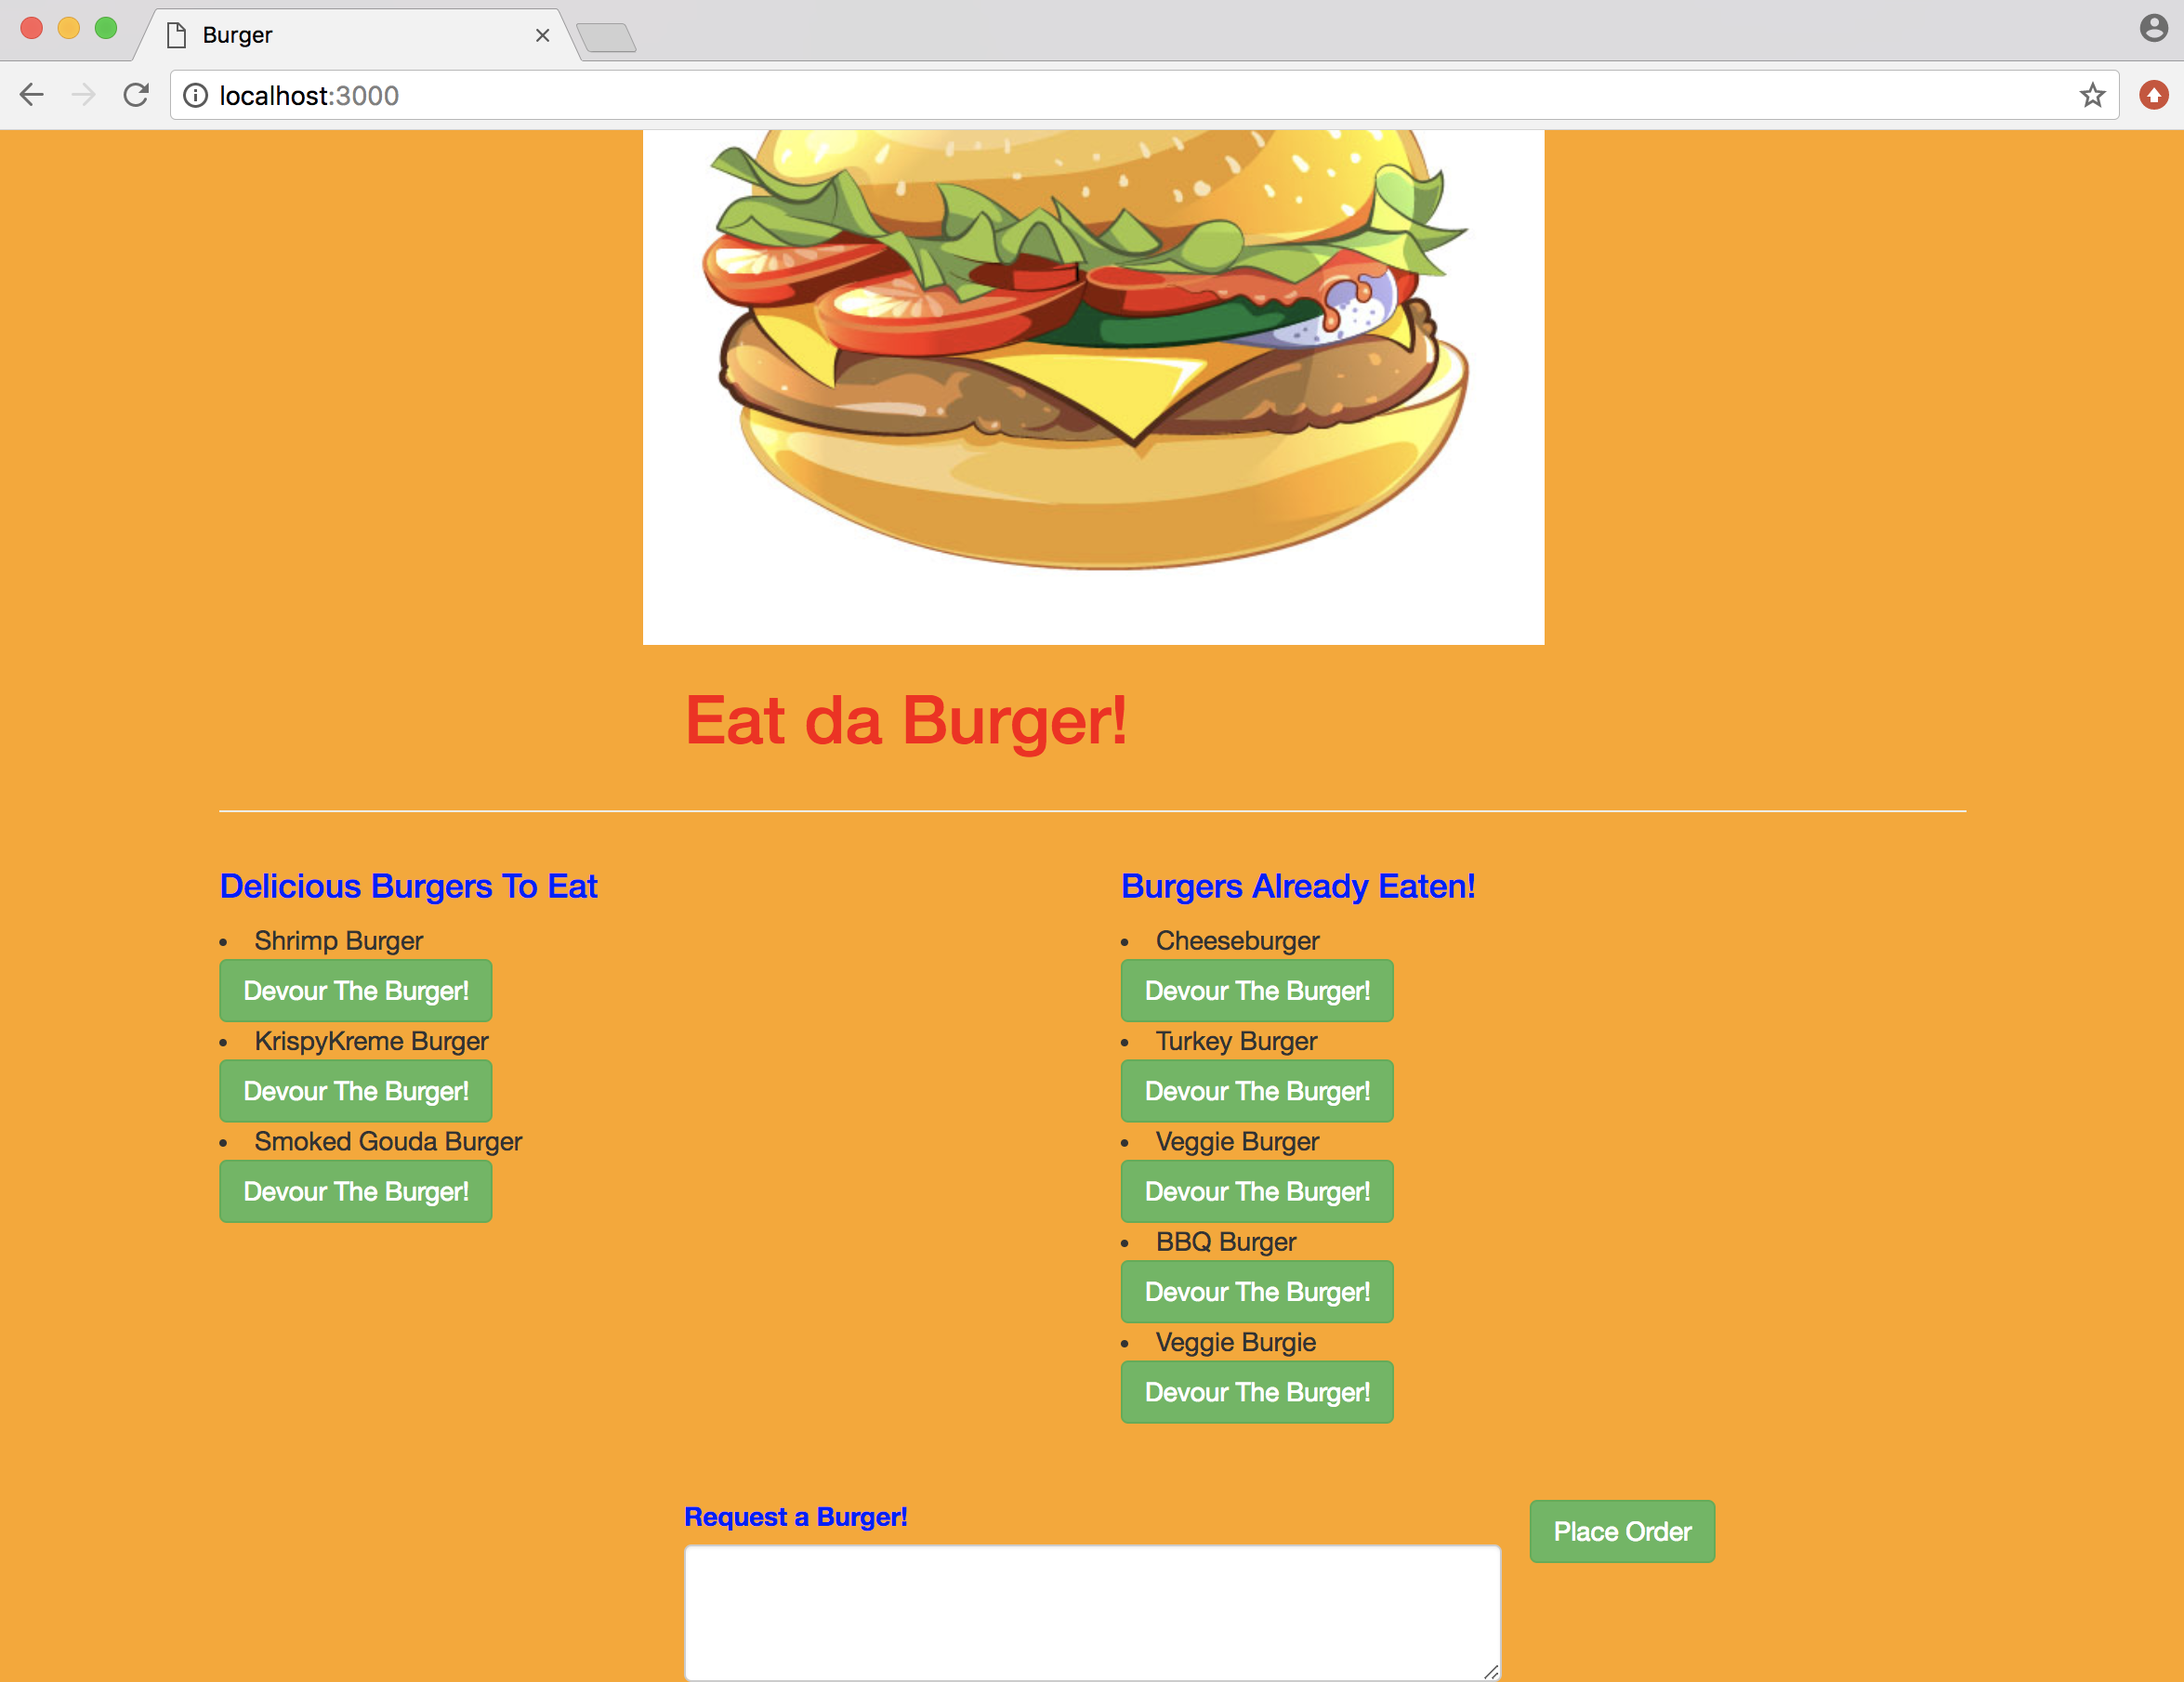 Burger
localhost:3000
Eat da Burger!
Delicious Burgers To Eat
Shrimp Burger
Devour The Burger!
KrispyKreme Burger
Devour The Burger!
Smoked Gouda Burger
Devour The Burger!
Burgers Already Eaten!
Cheeseburger
Devour The Burger!
Turkey Burger
Devour The Burger!
Veggie Burger
Devour The Burger!
BBQ Burger
Devour The Burger!
Veggie Burgie
Devour The Burger!
Request a Burger!
Place Order